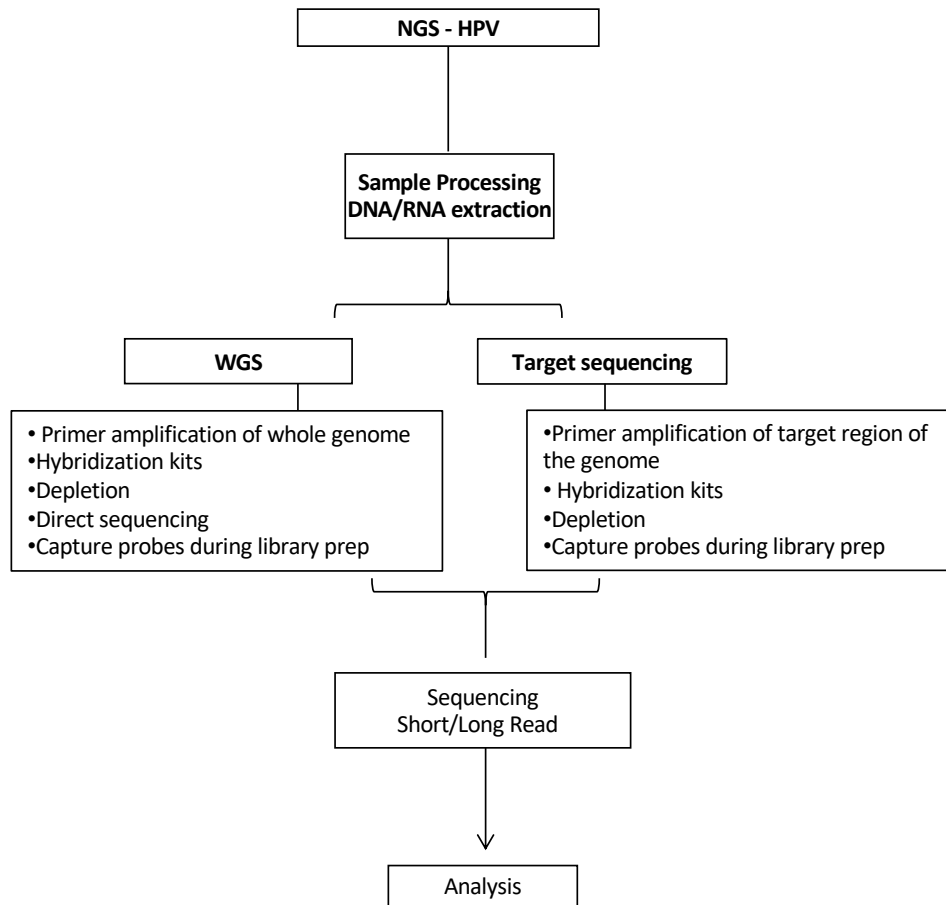 NGS - HPV
Sample Processing
DNA/RNA extraction
WGS
Target sequencing
• Primer amplification of whole genome
•Hybridization kits
•Depletion
•Direct sequencing
•Capture probes during library prep
•Primer amplification of target region of
the genome
• Hybridization kits
•Depletion
•Capture probes during library prep
Sequencing
Short/Long Read
Analysis